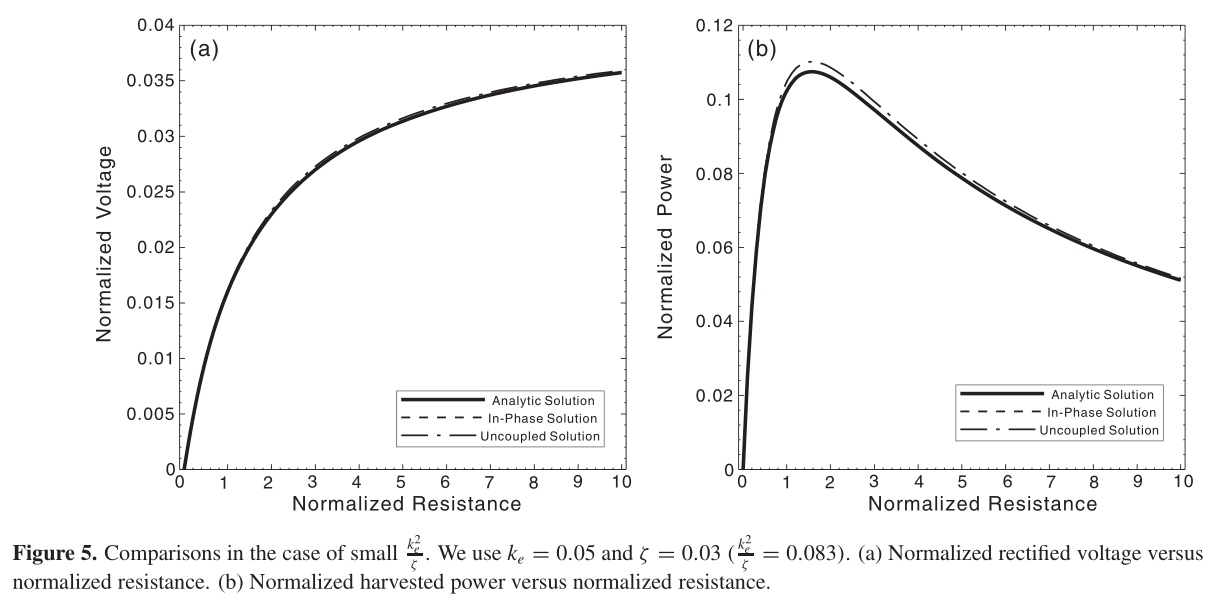 (a)
0.04
0.035
0.03
0.025
0.02
0.015
0.01
0.005
0
Normalized Voltage
0 1 2 3 4 5 6 7 8 9 10
Normalized Resistance
Analytic Solution
In-Phase Solution
Uncoupled Solution
(b)
0.12
0.1
0.08
0.06
0.04
0.02
0
Normalized Power
0 1 2 3 4 5 6 7 8 9 10
Normalized Resistance
Analytic Solution
In-Phase Solution
Uncoupled Solution
Figure 5. Comparisons in the case of small $\frac{k_e^2}{\zeta}$. We use $k_e = 0.05$ and $\zeta = 0.03$ ($\frac{k_e^2}{\zeta} = 0.083$). (a) Normalized rectified voltage versus
normalized resistance. (b) Normalized harvested power versus normalized resistance.